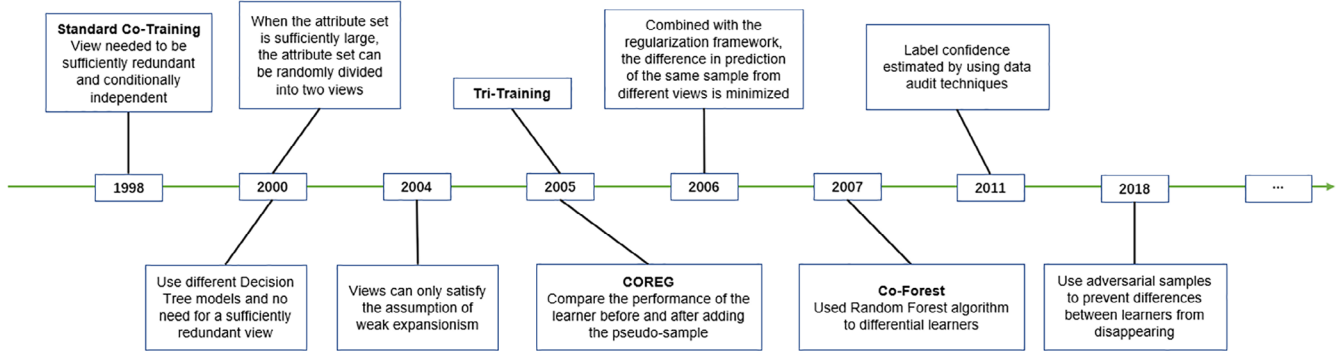 Standard Co-Training
View needed to be
sufficiently redundant
and conditionally
independent
When the attribute set
is sufficiently large,
the attribute set can
be randomly divided
into two views
Tri-Training
Combined with the
regularization framework,
the difference in prediction
of the same sample from
different views is minimized
Label confidence
estimated by using data
audit techniques
1998
2000
2004
2005
2006
2007
2011
2018
...
Use different Decision
Tree models and no
need for a sufficiently
redundant view
Views can only satisfy
the assumption of
weak expansionism
COREG
Compare the performance of the
learner before and after adding
the pseudo-sample
Co-Forest
Used Random Forest algorithm
to differential learners
Use adversarial samples
to prevent differences
between learners from
disappearing